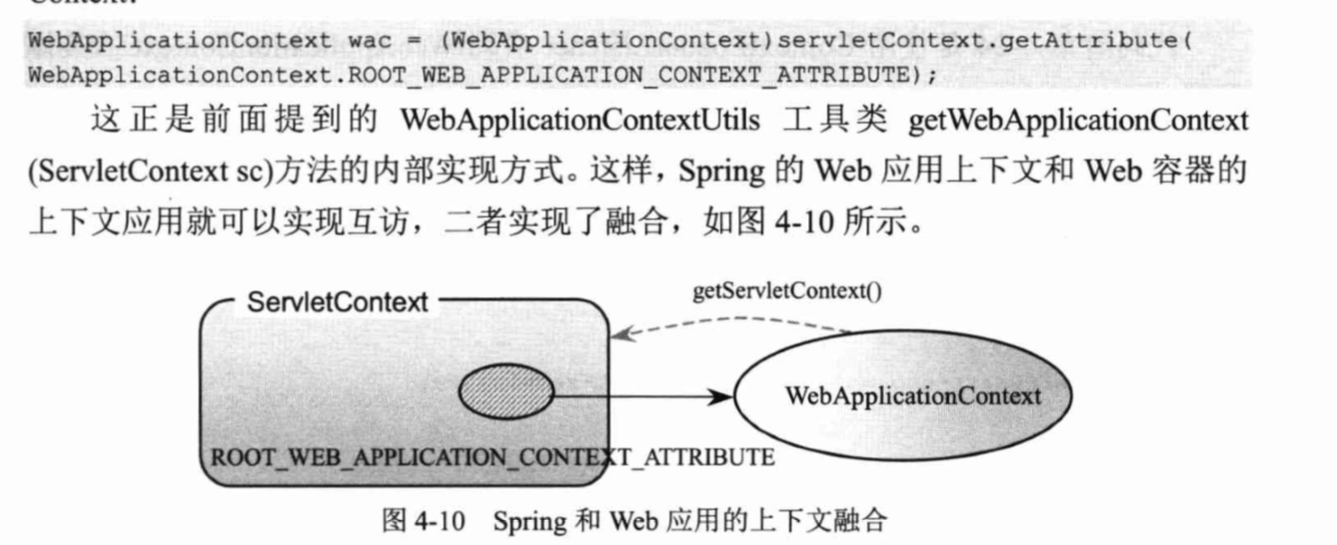 Context:
WebApplicationContext wac = (WebApplicationContext)servletContext.getAttribute(
WebApplicationContext.ROOT_WEB_APPLICATION_CONTEXT_ATTRIBUTE);
这正是前面提到的 WebApplicationContextUtils 工具类 getWebApplicationContext
(ServletContext sc)方法的内部实现方式。这样，Spring 的 Web 应用上下文和 Web 容器的
上下文应用就可以实现互访，二者实现了融合，如图 4-10 所示。
getServletContext()
ServletContext
WebApplicationContext
ROOT_WEB_APPLICATION_CONTEXT_ATTRIBUTE
图 4-10 Spring 和 Web 应用的上下文融合